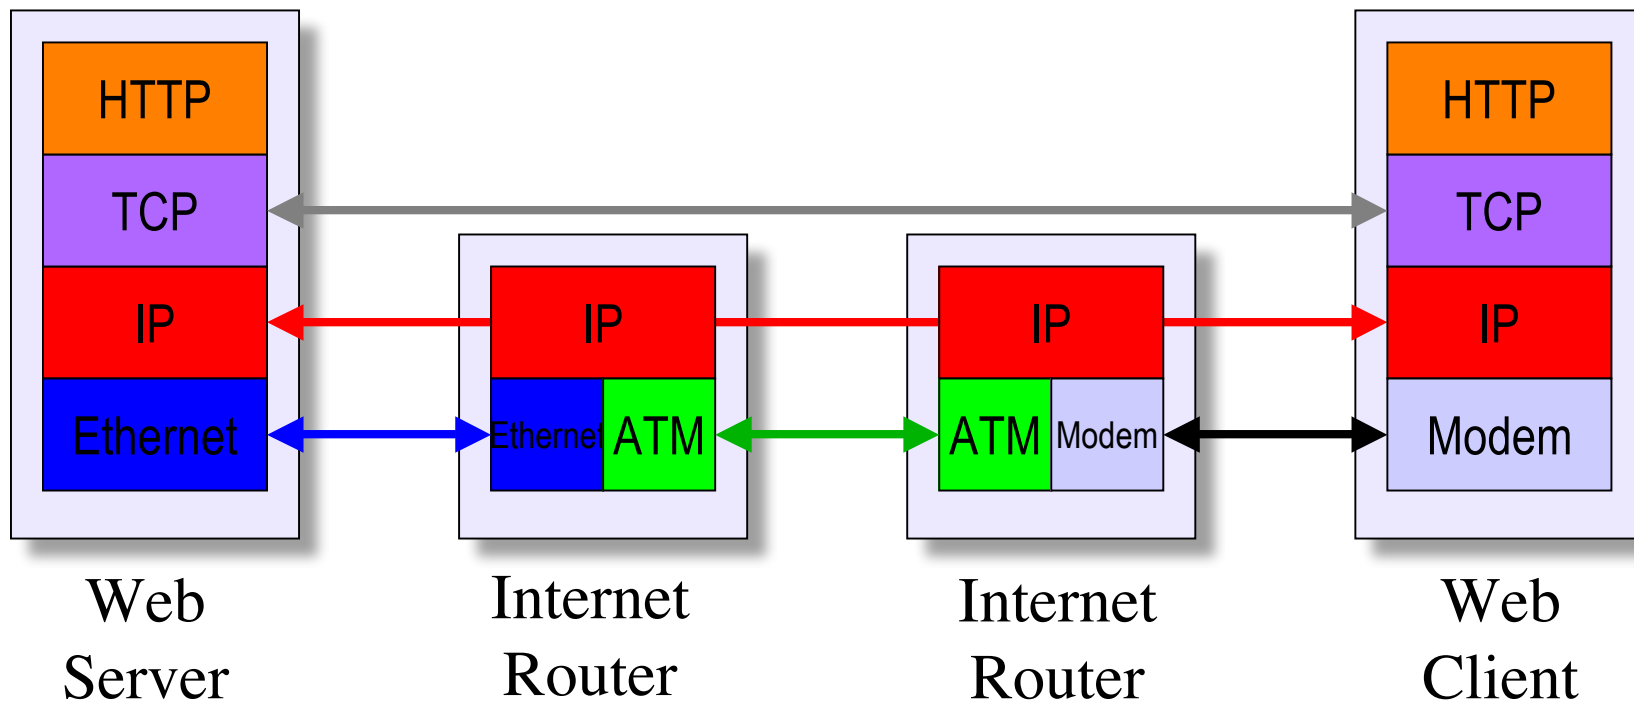 HTTP
TCP
IP
Ethernet
Web
Server
IP
Ethernet ATM
Internet
Router
IP
ATM Modem
Internet
Router
HTTP
TCP
IP
Modem
Web
Client